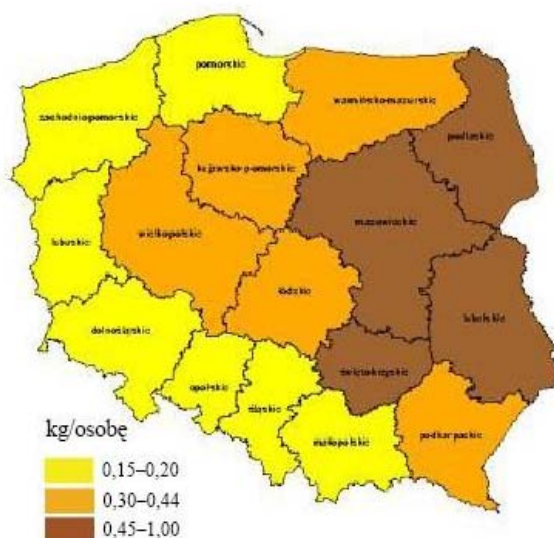 pomorskie
warmińsko-mazurskie
zachodniopomorskie
podlaskie
kujawsko-pomorskie
mazowieckie
wielkopolskie
lubuskie
łódzkie
lubelskie
dolnośląskie
świętokrzyskie
opolskie
śląskie
małopolskie
podkarpackie
kg/osobę
0,15–0,20
0,30–0,44
0,45–1,00